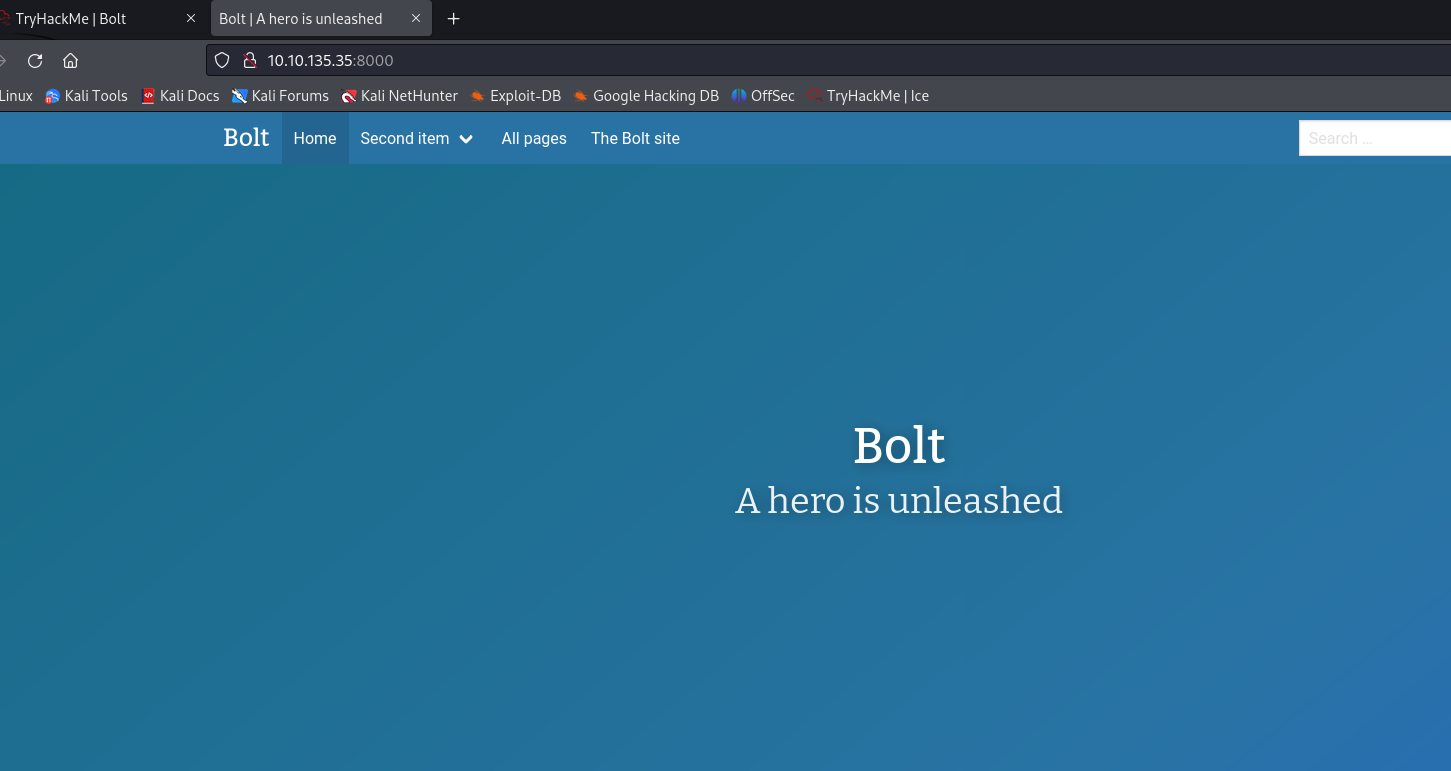 TryHackMe | Bolt
Bolt | A hero is unleashed
10.10.135.35:8000
Linux Kali Tools Kali Docs Kali Forums Kali NetHunter Exploit-DB Google Hacking DB OffSec TryHackMe | Ice
Bolt Home Second item All pages The Bolt site Search ...
Bolt
A hero is unleashed